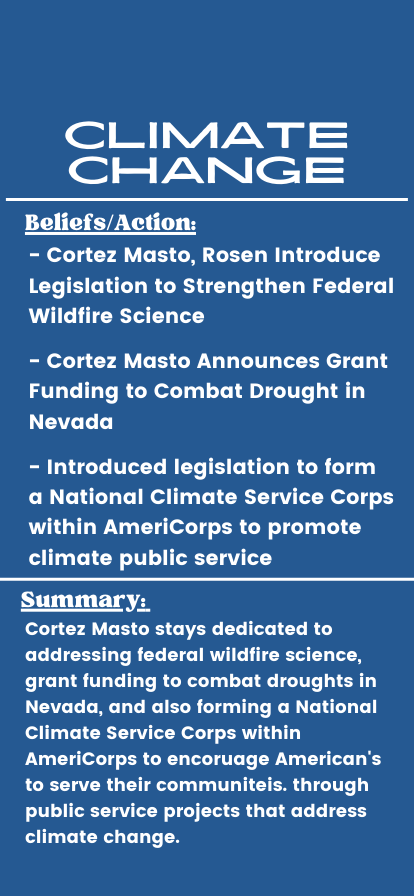 CLIMATE
CHANGE
Beliefs/Action:
- Cortez Masto, Rosen Introduce
Legislation to Strengthen Federal
Wildfire Science
- Cortez Masto Announces Grant
Funding to Combat Drought in
Nevada
- Introduced legislation to form
a National Climate Service Corps
within AmeriCorps to promote
climate public service
Summary:
Cortez Masto stays dedicated to
addressing federal wildfire science,
grant funding to combat droughts in
Nevada, and also forming a National
Climate Service Corps within
AmeriCorps to encoruage American's
to serve their communiteis. through
public service projects that address
climate change.